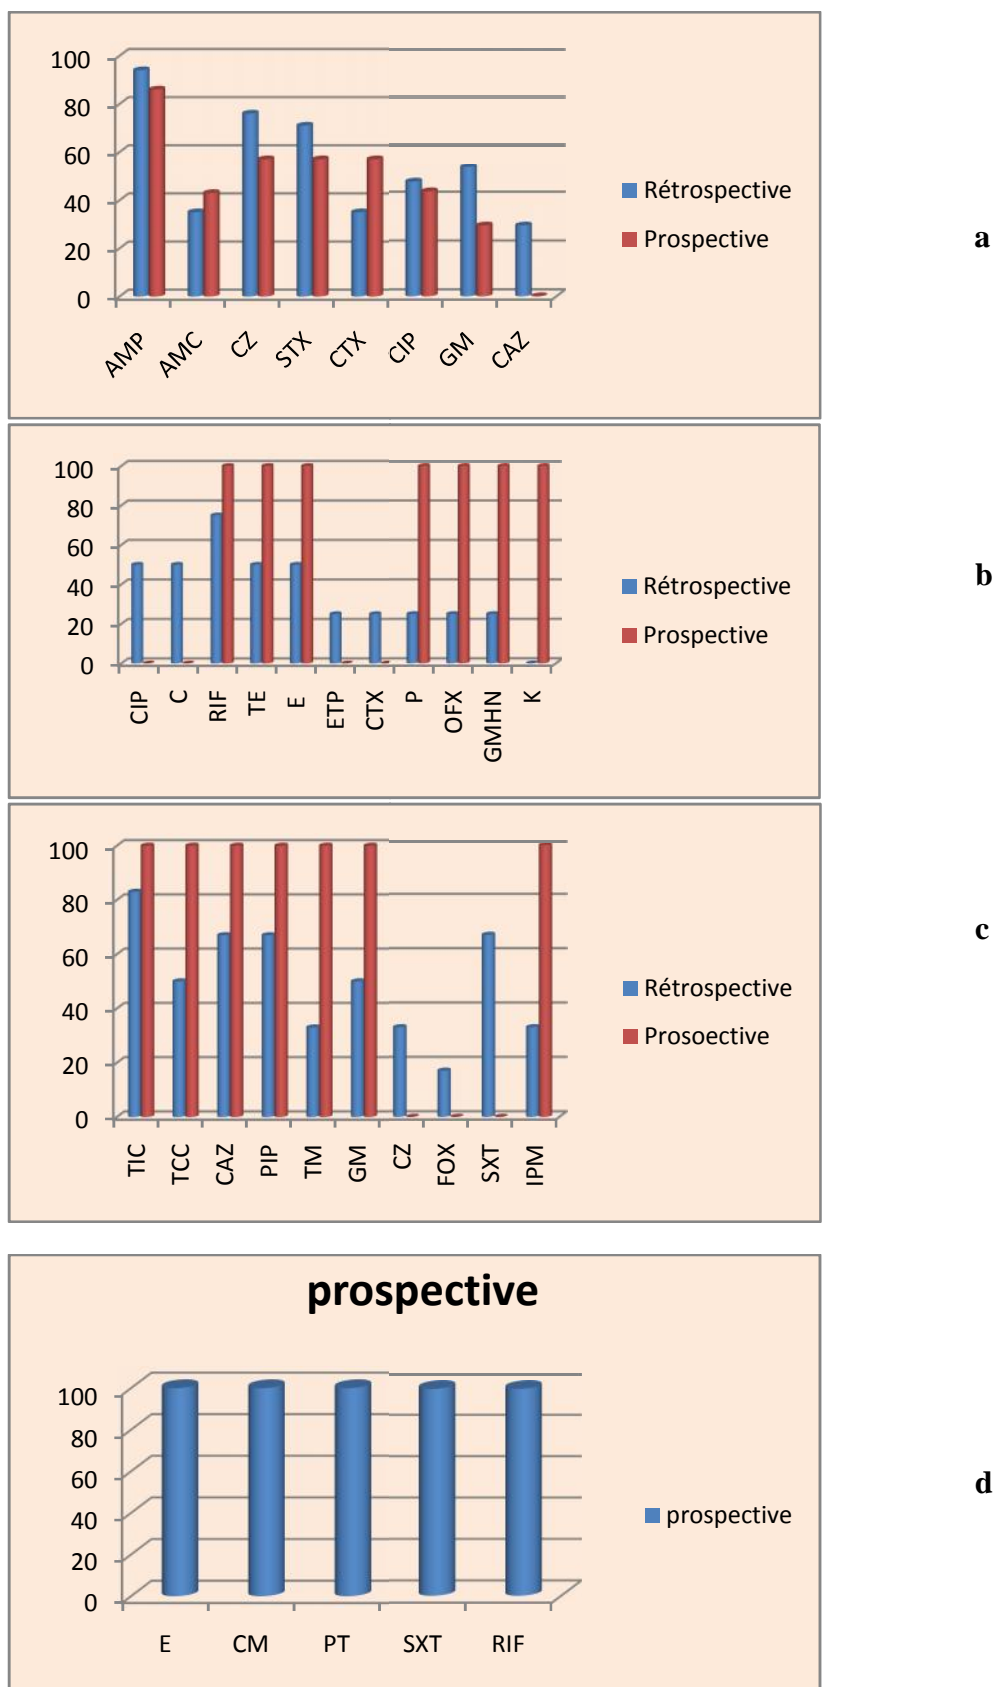 100
80
60
40
20
0
AMP AMC CZ STX CTX CIP GM CAZ
Rétrospective
Prospective
a
100
80
60
40
20
0
CIP C RIF TE E ETP CTX P OFX GMHN K
Rétrospective
Prospective
b
100
80
60
40
20
0
TIC TCC CAZ PIP TM GM CZ FOX SXT IPM
Rétrospective
Prosoective
c
prospective
100
80
60
40
20
0
E CM PT SXT RIF
prospective
d